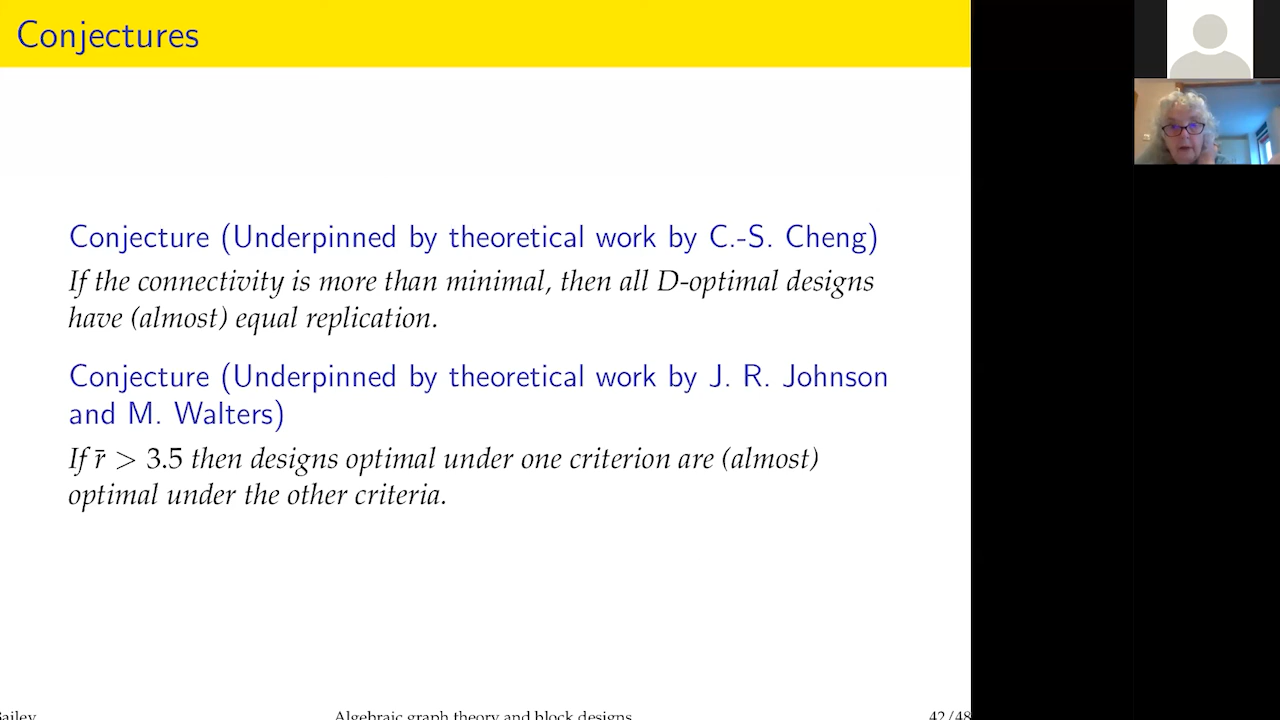 Conjectures
Conjecture (Underpinned by theoretical work by C.-S. Cheng)
If the connectivity is more than minimal, then all D-optimal designs
have (almost) equal replication.
Conjecture (Underpinned by theoretical work by J. R. Johnson
and M. Walters)
If r̄ > 3.5 then designs optimal under one criterion are (almost)
optimal under the other criteria.
Bailey Algebraic graph theory and block designs 42/48